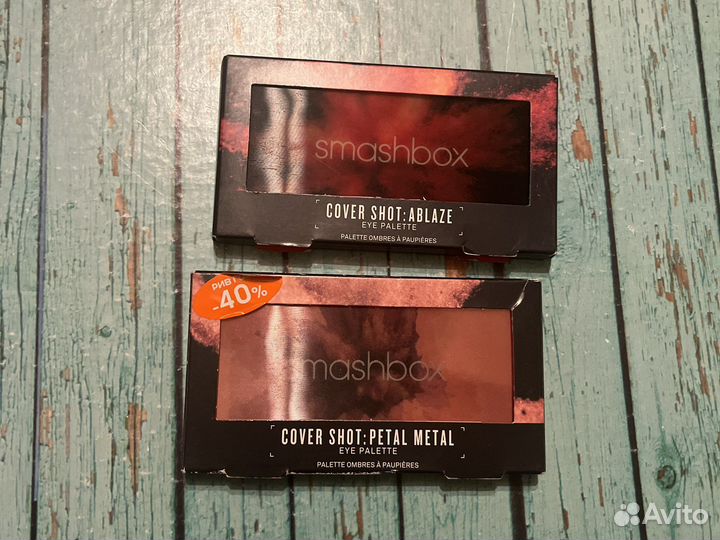 smashbox
COVER SHOT: ABLAZE
EYE PALETTE
PALETTE OMBRES À PAUPIÈRES
-40%
smashbox
COVER SHOT: PETAL METAL
EYE PALETTE
PALETTE OMBRES À PAUPIÈRES
Avito